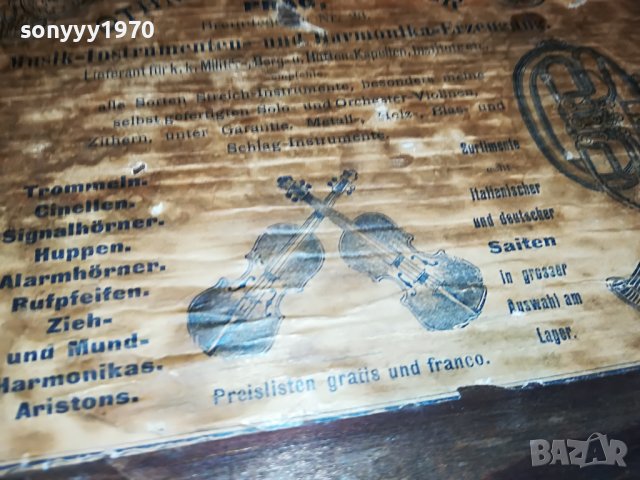 sonyyy1970
PRAG,
Musik-Instrumenten- und Harmonika-Erzeugung
Lieferant für k. k. Militär-, Berg- u. Hütten-Kapellen,
alle Sorten Streich-Instrumente, besonders meine
selbst gefertigten Solo- und Orchester-Violinen,
Zithern, unter Garantie. Metall-, Holz-, Blas- und
Schlag-Instrumente.
Trommeln.
Cinellen.
Signalhörner.
Huppen.
Alarmhörner.
Rufpfeifen.
Zieh-
und Mund-
Harmonikas.
Aristons.
italienischer
und deutscher
Saiten
in grosser
Auswahl am
Lager.
Preislisten gratis und franco.
BAZAR